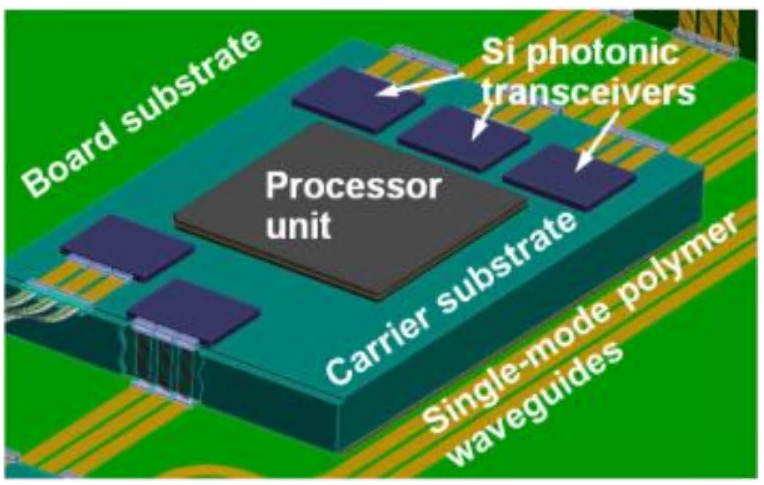 Board substrate
Si photonic
transceivers
Processor
unit
Carrier substrate
Single-mode polymer
waveguides